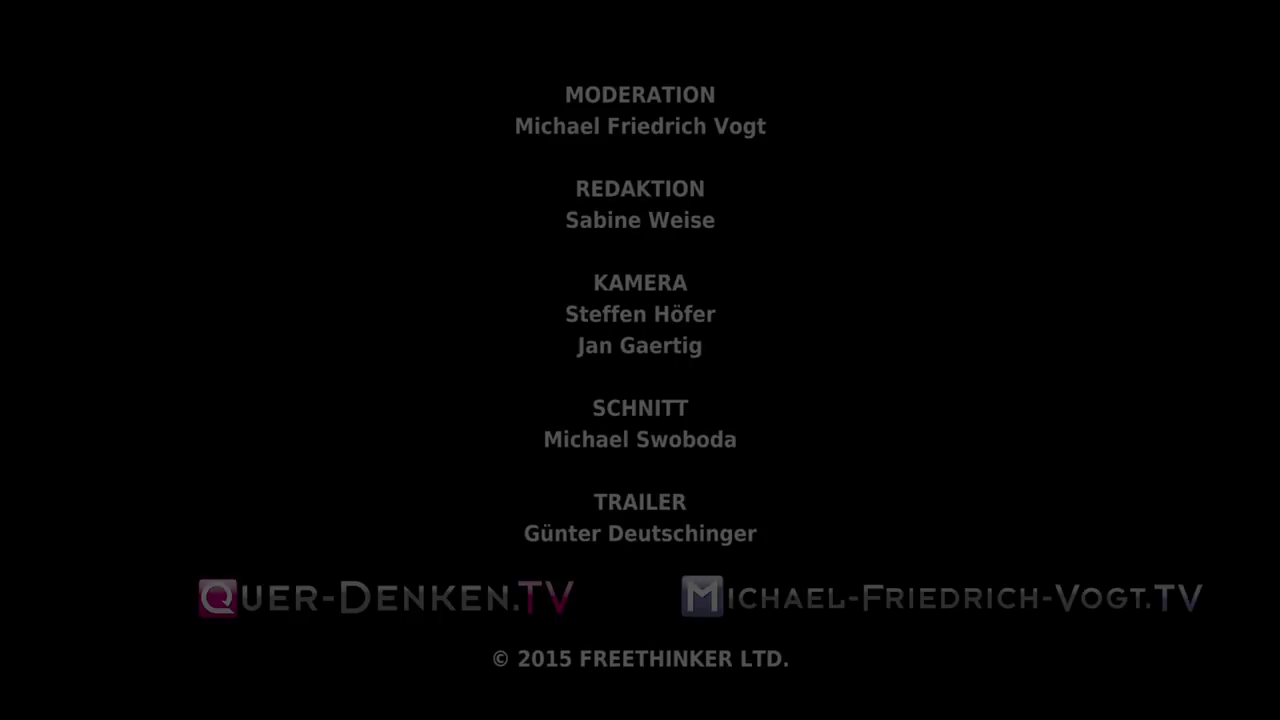 MODERATION
Michael Friedrich Vogt
REDAKTION
Sabine Weise
KAMERA
Steffen Höfer
Jan Gaertig
SCHNITT
Michael Swoboda
TRAILER
Günter Deutschinger
QUER-DENKEN.TV
MICHAEL-FRIEDRICH-VOGT.TV
© 2015 FREETHINKER LTD.